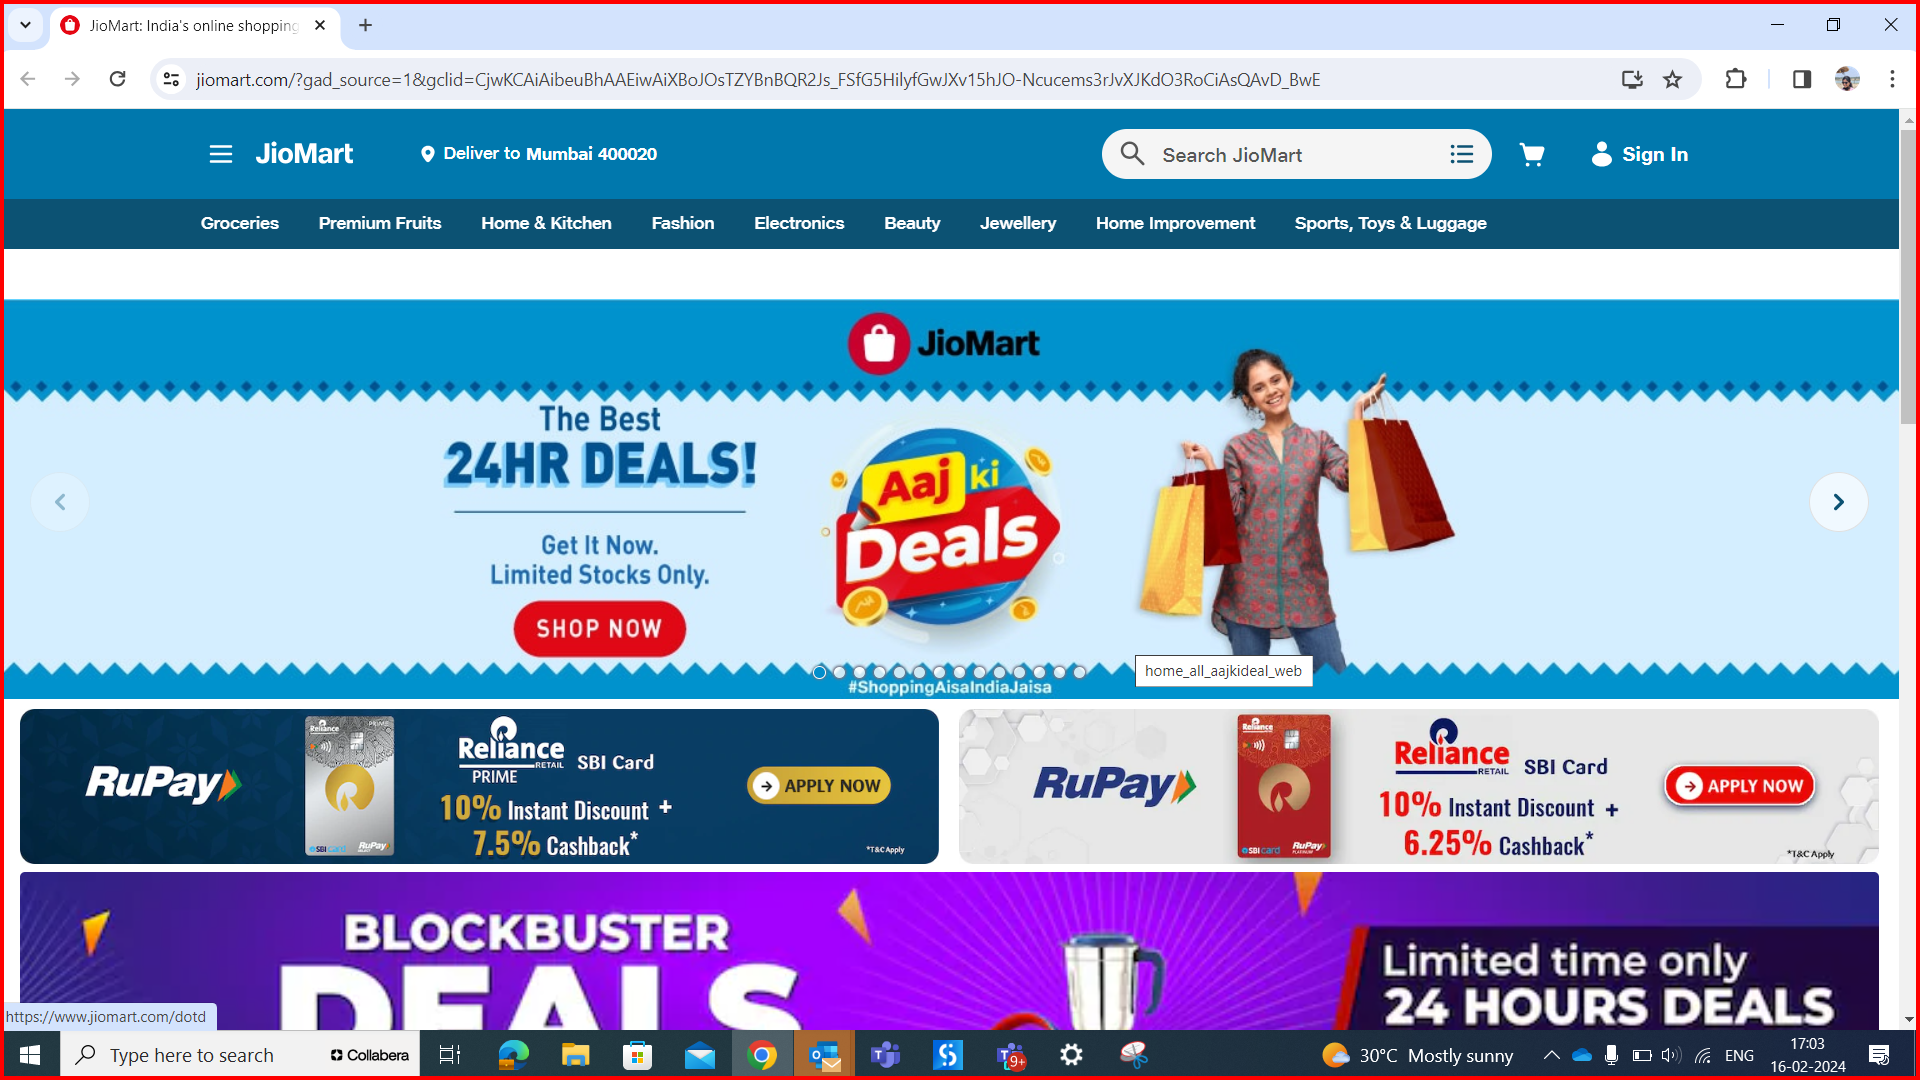 JioMart: India's online shopping
jiomart.com/?gad_source=1&gclid=CjwKCAiAibeuBhAAEiwAiXBoJOsTZYBnBQR2Js_FSfG5HilyfGwJXv15hJO-Ncucems3rJvXJKdO3RoCiAsQAvD_BwE
JioMart
Deliver to Mumbai 400020
Search JioMart
Sign In
Groceries
Premium Fruits
Home & Kitchen
Fashion
Electronics
Beauty
Jewellery
Home Improvement
Sports, Toys & Luggage
JioMart
The Best
24HR DEALS!
Get It Now.
Limited Stocks Only.
SHOP NOW
Aaj ki
Deals
#ShoppingAisaIndiaJaisa
home_all_aajkideal_web
RuPay
Reliance
RETAIL
PRIME
SBI Card
10% Instant Discount +
7.5% Cashback*
APPLY NOW
*T&C Apply
RuPay
Reliance
RETAIL
SBI Card
10% Instant Discount +
6.25% Cashback*
APPLY NOW
*T&C Apply
BLOCKBUSTER
DEALS
Limited time only
24 HOURS DEALS
https://www.jiomart.com/dotd
Type here to search
Collabera
9+
30°C Mostly sunny
ENG
17:03
16-02-2024